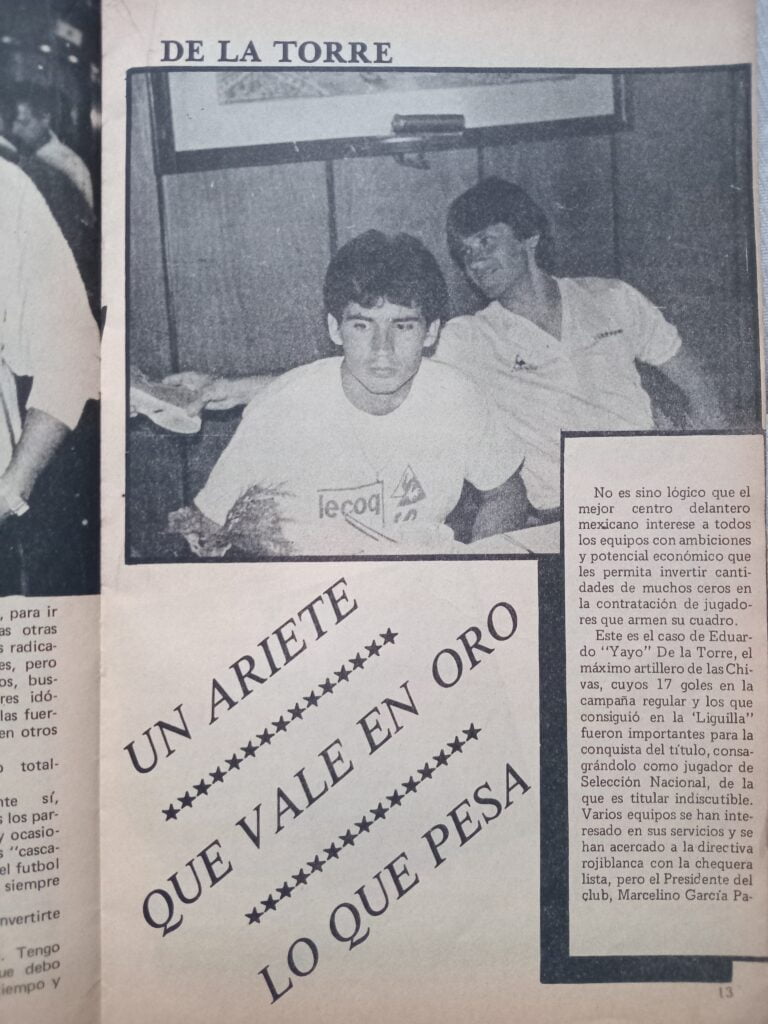 DE LA TORRE
lecoq
No es sino lógico que el
mejor centro delantero
mexicano interese a todos
los equipos con ambiciones
y potencial económico que
les permita invertir canti-
dades de muchos ceros en
la contratación de jugado-
res que armen su cuadro.
Este es el caso de Eduar-
do "Yayo" De la Torre, el
máximo artillero de las Chi-
vas, cuyos 17 goles en la
campaña regular y los que
consiguió en la 'Liguilla"
fueron importantes para la
conquista del título, consa-
grándolo como jugador de
Selección Nacional, de la
que es titular indiscutible.
Varios equipos se han inte-
resado en sus servicios y se
han acercado a la directiva
rojiblanca con la chequera
lista, pero el Presidente del
club, Marcelino García Pa-
UN ARIETE
QUE VALE EN ORO
LO QUE PESA
13
, para ir
as otras
s radica-
es, pero
os, bus-
res idó-
las fuer-
en otros
o total-
nte sí,
s los par-
y ocasio-
s "casca-
el futbol
siempre
nvertirte
. Tengo
ue debo
iempo y